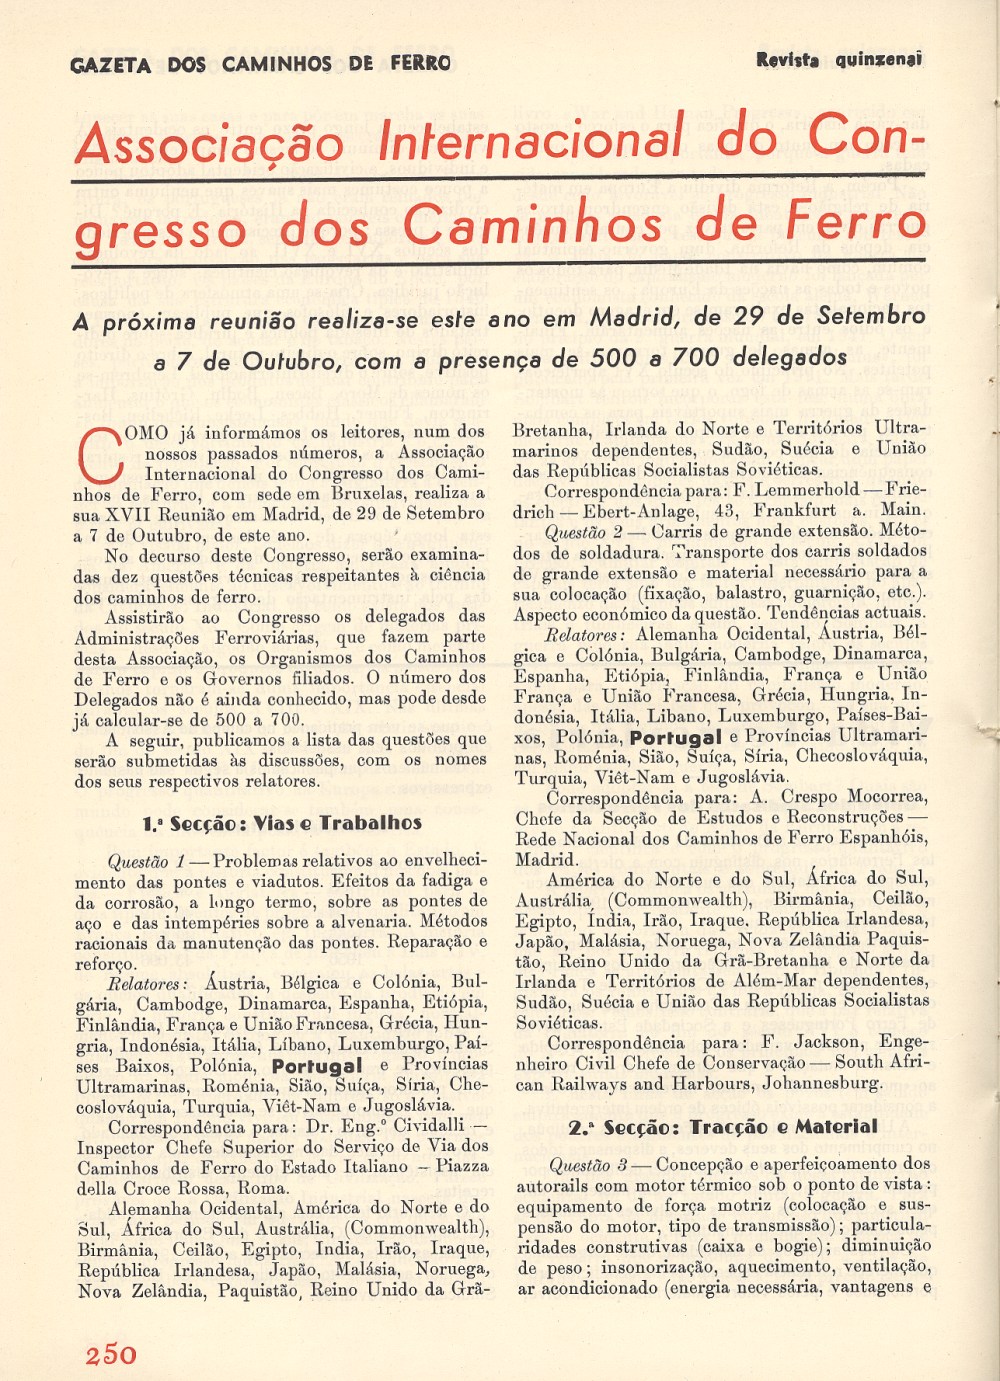 GAZETA DOS CAMINHOS DE FERRO
Revista quinzenal
Associação Internacional do Con-
gresso dos Caminhos de Ferro
A próxima reunião realiza-se este ano em Madrid, de 29 de Setembro
a 7 de Outubro, com a presença de 500 a 700 delegados
COMO já informámos os leitores, num dos
nossos passados números, a Associação
Internacional do Congresso dos Cami-
nhos de Ferro, com sede em Bruxelas, realiza a
sua XVII Reunião em Madrid, de 29 de Setembro
a 7 de Outubro, de este ano.
No decurso deste Congresso, serão examina-
das dez questões técnicas respeitantes à ciência
dos caminhos de ferro.
Assistirão ao Congresso os delegados das
Administrações Ferroviárias, que fazem parte
desta Associação, os Organismos dos Caminhos
de Ferro e os Governos filiados. O número dos
Delegados não é ainda conhecido, mas pode desde
já calcular-se de 500 a 700.
A seguir, publicamos a lista das questões que
serão submetidas às discussões, com os nomes
dos seus respectivos relatores.
1.ª Secção: Vias e Trabalhos
Questão 1 — Problemas relativos ao envelheci-
mento das pontes e viadutos. Efeitos da fadiga e
da corrosão, a longo termo, sobre as pontes de
aço e das intempéries sobre a alvenaria. Métodos
racionais da manutenção das pontes. Reparação e
reforço.
Relatores: Áustria, Bélgica e Colónia, Bul-
gária, Cambodge, Dinamarca, Espanha, Etiópia,
Finlândia, França e União Francesa, Grécia, Hun-
gria, Indonésia, Itália, Líbano, Luxemburgo, Paí-
ses Baixos, Polónia, Portugal e Províncias
Ultramarinas, Roménia, Sião, Suíça, Síria, Che-
coslováquia, Turquia, Viêt-Nam e Jugoslávia.
Correspondência para: Dr. Eng.º Cividalli —
Inspector Chefe Superior do Serviço de Via dos
Caminhos de Ferro do Estado Italiano — Piazza
della Croce Rossa, Roma.
Alemanha Ocidental, América do Norte e do
Sul, África do Sul, Austrália, (Commonwealth),
Birmânia, Ceilão, Egipto, India, Irão, Iraque,
República Irlandesa, Japão, Malásia, Noruega,
Nova Zelândia, Paquistão, Reino Unido da Grã-
Bretanha, Irlanda do Norte e Territórios Ultra-
marinos dependentes, Sudão, Suécia e União
das Repúblicas Socialistas Soviéticas.
Correspondência para: F. Lemmerhold — Frie-
drich — Ebert-Anlage, 43, Frankfurt a. Main.
Questão 2 — Carris de grande extensão. Méto-
dos de soldadura. Transporte dos carris soldados
de grande extensão e material necessário para a
sua colocação (fixação, balastro, guarnição, etc.).
Aspecto económico da questão. Tendências actuais.
Relatores: Alemanha Ocidental, Áustria, Bél-
gica e Colónia, Bulgária, Cambodge, Dinamarca,
Espanha, Etiópia, Finlândia, França e União
França e União Francesa, Grécia, Hungria, In-
donésia, Itália, Libano, Luxemburgo, Países-Bai-
xos, Polónia, Portugal e Províncias Ultramari-
nas, Roménia, Sião, Suíça, Síria, Checoslováquia,
Turquia, Viêt-Nam e Jugoslávia.
Correspondência para: A. Crespo Mocorrea,
Chefe da Secção de Estudos e Reconstruções —
Rede Nacional dos Caminhos de Ferro Espanhóis,
Madrid.
América do Norte e do Sul, África do Sul,
Austrália (Commonwealth), Birmânia, Ceilão,
Egipto, Índia, Irão, Iraque, República Irlandesa,
Japão, Malásia, Noruega, Nova Zelândia Paquis-
tão, Reino Unido da Grã-Bretanha e Norte da
Irlanda e Territórios de Além-Mar dependentes,
Sudão, Suécia e União das Repúblicas Socialistas
Soviéticas.
Correspondência para: F. Jackson, Enge-
nheiro Civil Chefe de Conservação — South Afri-
can Railways and Harbours, Johannesburg.
2.ª Secção: Tracção e Material
Questão 3 — Concepção e aperfeiçoamento dos
autorails com motor térmico sob o ponto de vista:
equipamento de força motriz (colocação e sus-
pensão do motor, tipo de transmissão); particula-
ridades construtivas (caixa e bogie); diminuição
de peso; insonorização, aquecimento, ventilação,
ar acondicionado (energia necessária, vantagens e
250